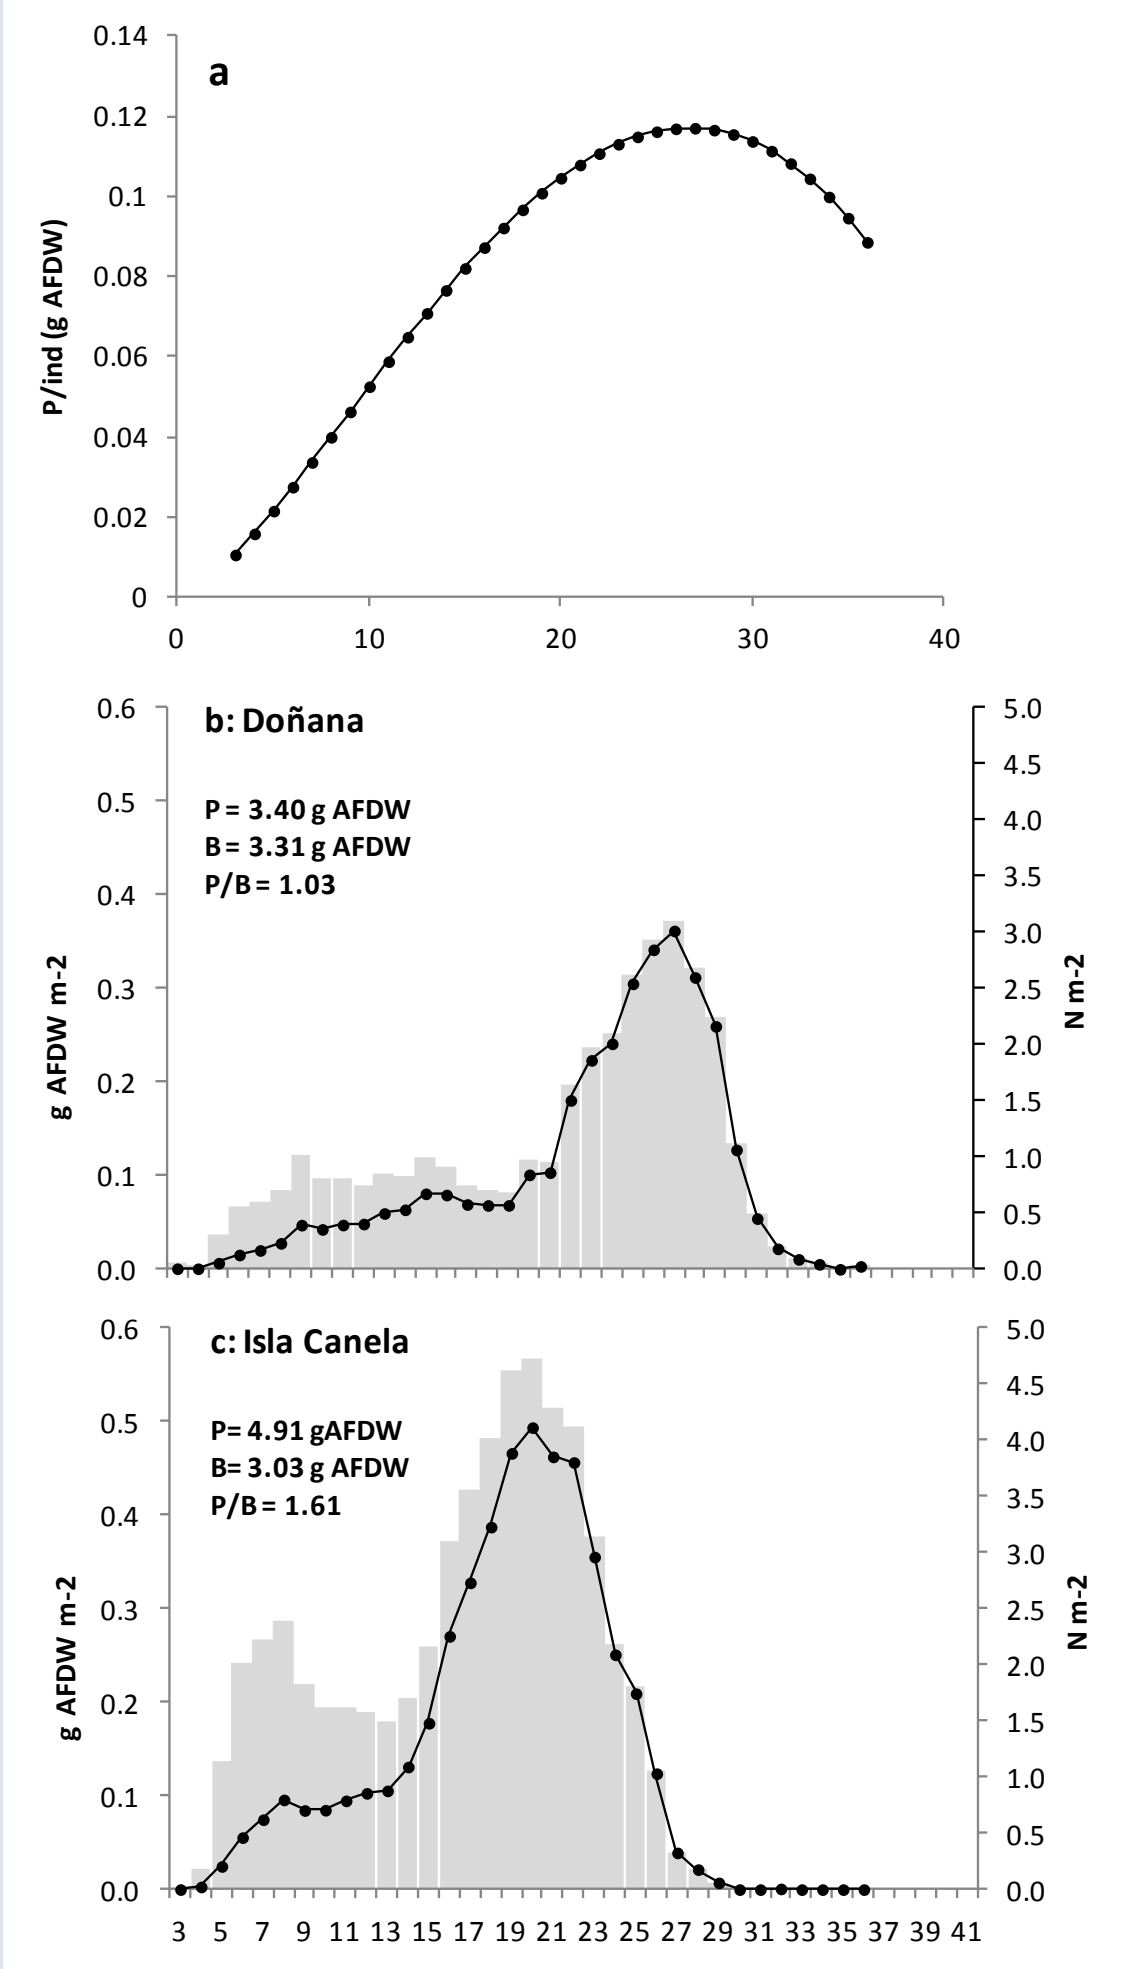 0.14
a
0.12
0.1
0.08
0.06
0.04
0.02
0
P/ind (g AFDW)
0 10 20 30 40
0.6 b: Doñana 5.0
4.5
0.5 P = 3.40 g AFDW 4.0
B = 3.31 g AFDW
0.4 P/B = 1.03 3.5
3.0
0.3 2.5
2.0
0.2 1.5
0.1 1.0
0.5
0.0 0.0
g AFDW m-2
N m-2
0.6 c: Isla Canela 5.0
4.5
0.5 P= 4.91 gAFDW 4.0
B= 3.03 g AFDW
0.4 P/B = 1.61 3.5
3.0
0.3 2.5
2.0
0.2 1.5
0.1 1.0
0.5
0.0 0.0
g AFDW m-2
N m-2
3 5 7 9 11 13 15 17 19 21 23 25 27 29 31 33 35 37 39 41